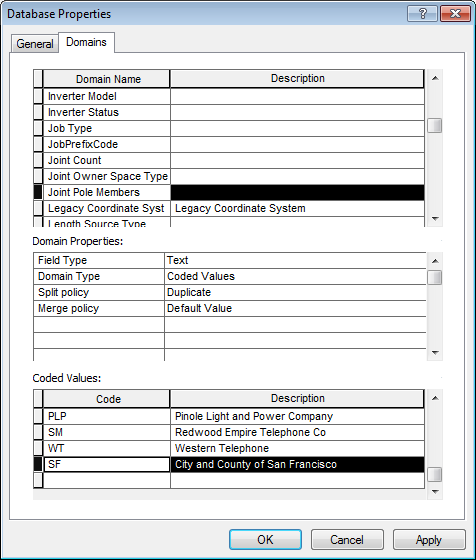 Database Properties
General Domains
Domain Name Description
Inverter Model
Inverter Status
Job Type
JobPrefixCode
Joint Count
Joint Owner Space Type
Joint Pole Members
Legacy Coordinate Syst Legacy Coordinate System
Length Source Type
Domain Properties:
Field Type Text
Domain Type Coded Values
Split policy Duplicate
Merge policy Default Value
Coded Values:
Code Description
PLP Pinole Light and Power Company
SM Redwood Empire Telephone Co
WT Western Telephone
SF City and County of San Francisco
OK Cancel Apply